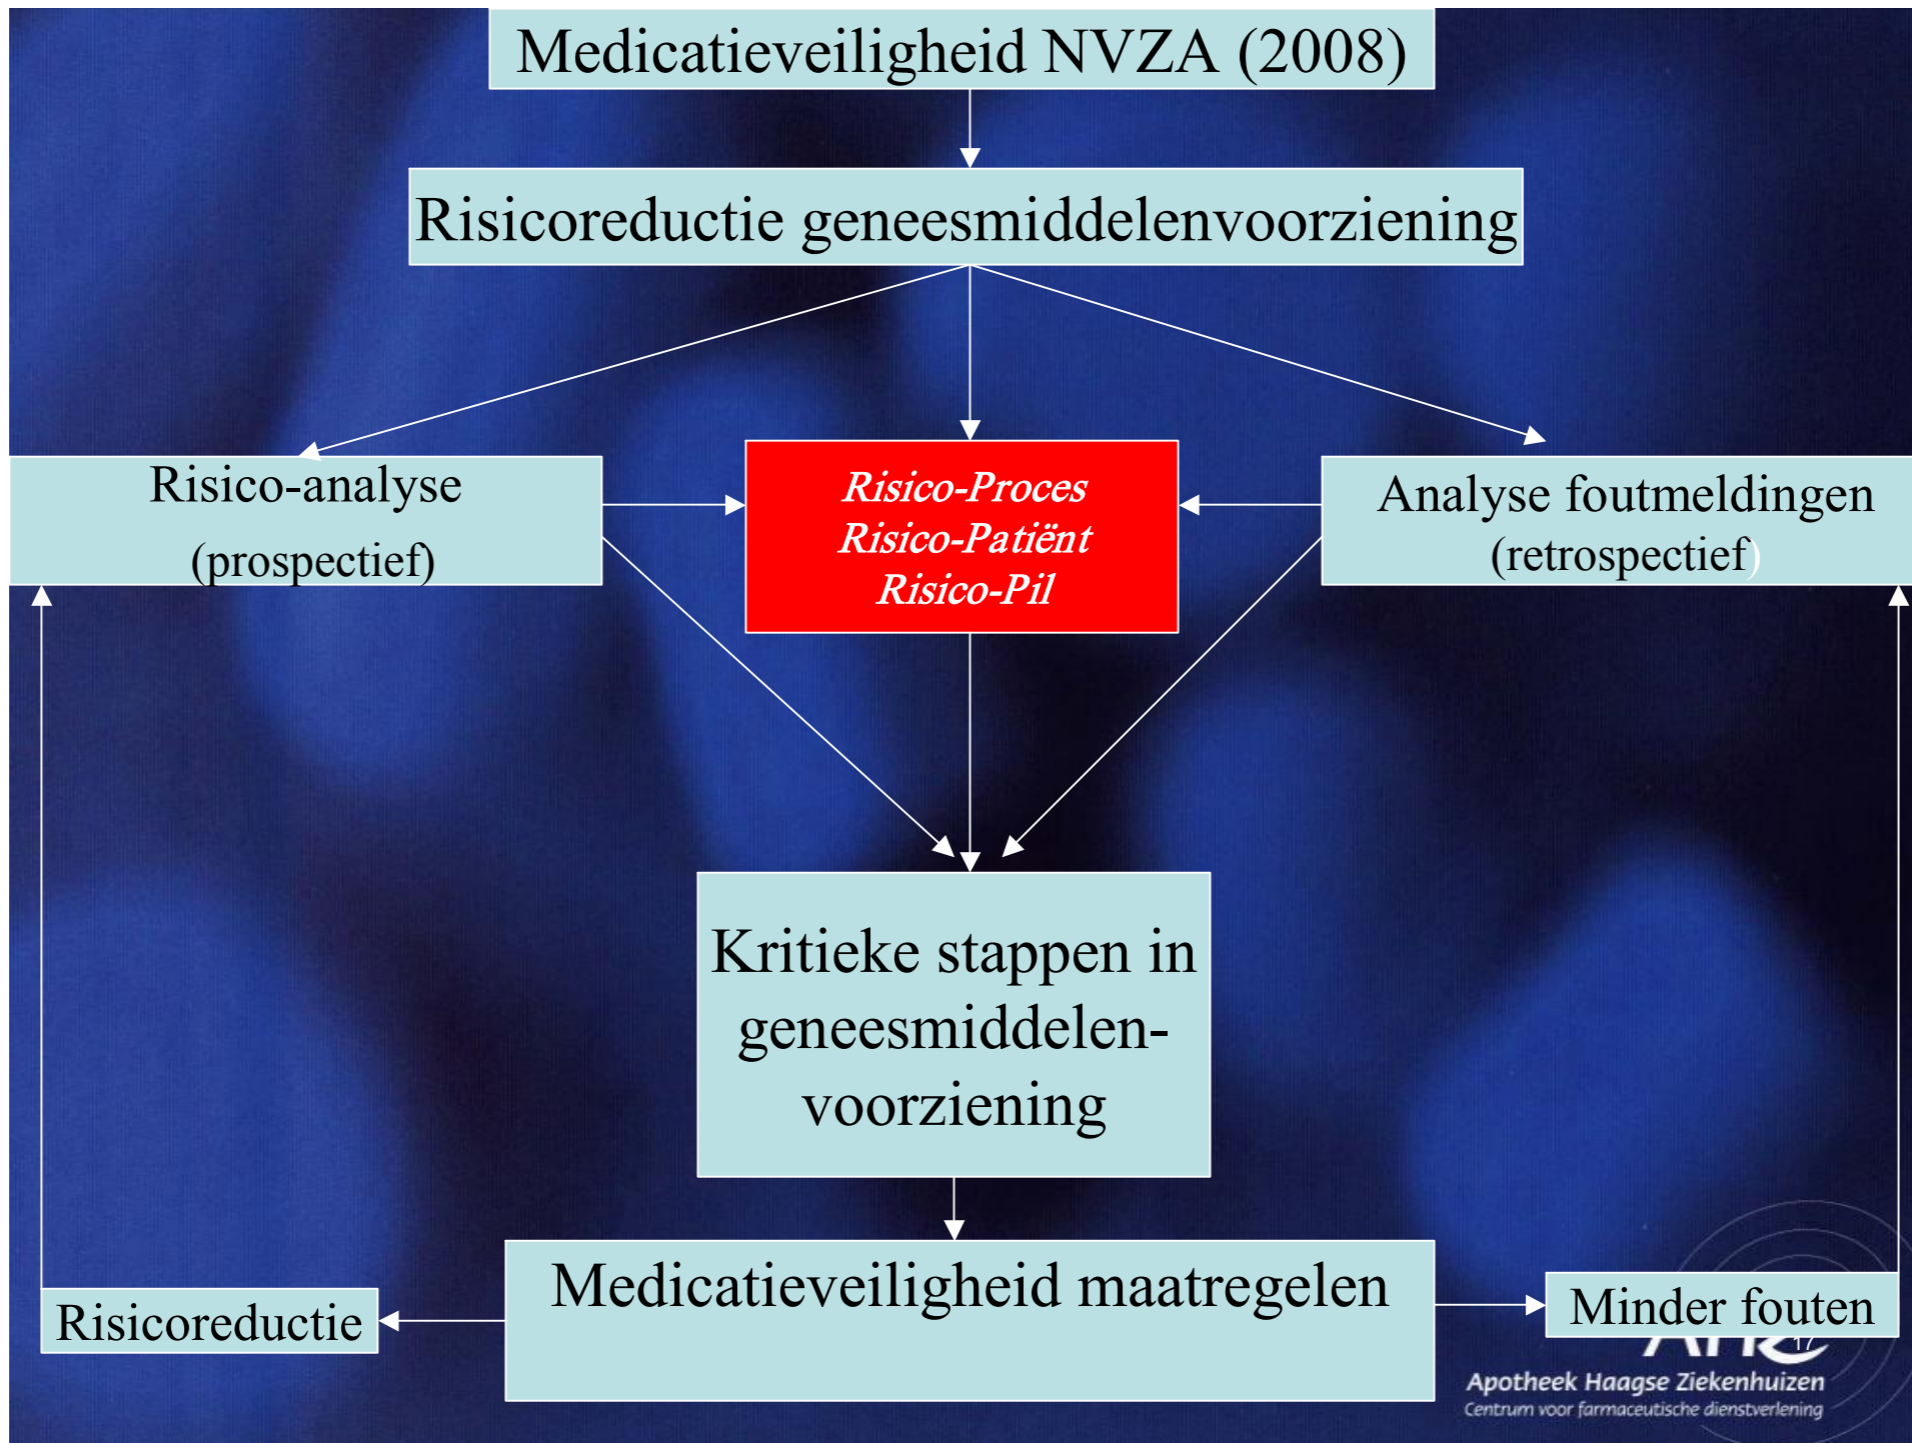 Medicatieveiligheid NVZA (2008)
Risicoreductie geneesmiddelenvoorziening
Risico-analyse
(prospectief)
Risico-Proces
Risico-Patiënt
Risico-Pil
Analyse foutmeldingen
(retrospectief)
Kritieke stappen in
geneesmiddelen-
voorziening
Medicatieveiligheid maatregelen
Risicoreductie
Minder fouten
17
Apotheek Haagse Ziekenhuizen
Centrum voor farmaceutische dienstverlening